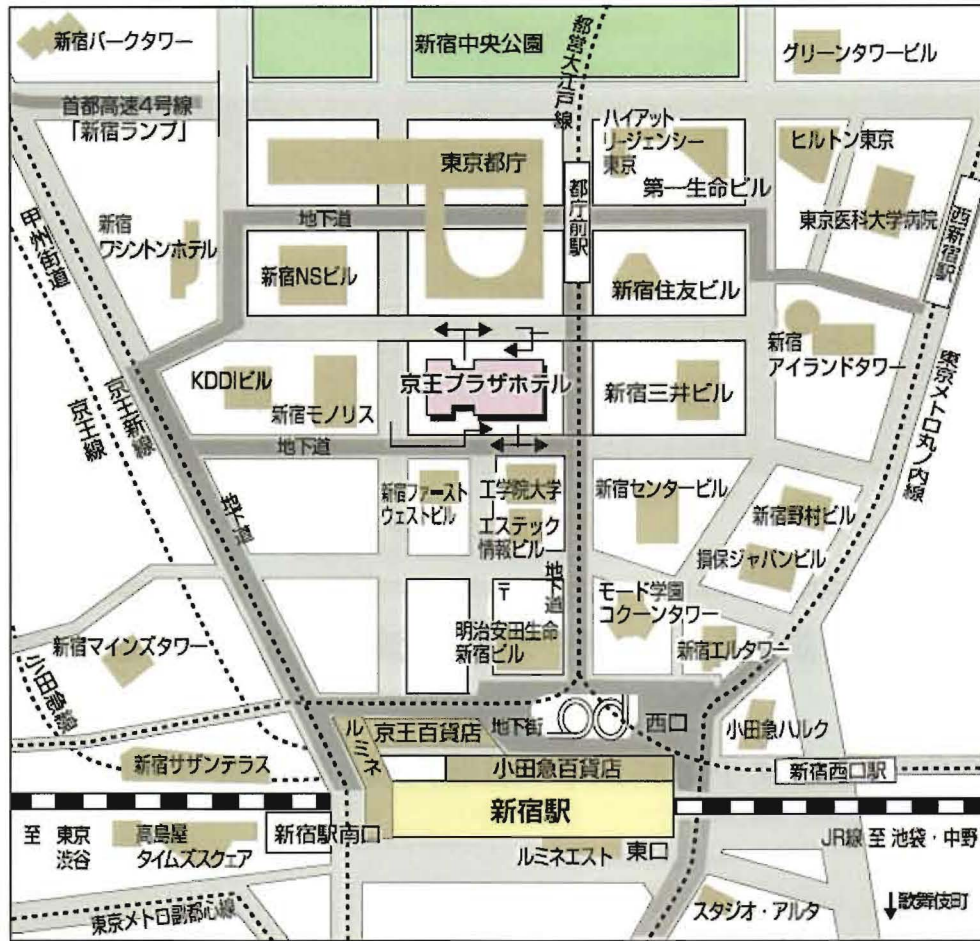 新宿パークタワー
新宿中央公園
都営大江戸線
グリーンタワービル
首都高速4号線
「新宿ランプ」
ハイアット
リージェンシー
東京
ヒルトン東京
東京都庁
第一生命ビル
都庁前駅
地下道
東京医科大学病院
西新宿駅
甲州街道
新宿
ワシントンホテル
新宿NSビル
新宿住友ビル
新宿
アイランドタワー
東京メトロ丸ノ内線
KDDIビル
京王プラザホテル
新宿モノリス
新宿三井ビル
京王新線
京王線
地下道
地下道
新宿ファースト
ウェストビル
工学院大学
新宿センタービル
新宿野村ビル
エステック
情報ビル
地下道
損保ジャパンビル
〒
モード学園
コクーンタワー
新宿マインズタワー
明治安田生命
新宿ビル
新宿エルタワー
小田急線
ルミネ
京王百貨店
地下街
西口
小田急ハルク
新宿サザンテラス
小田急百貨店
新宿西口駅
新宿駅
至 東京
渋谷
高島屋
タイムズスクェア
新宿駅南口
ルミネエスト
東口
JR線 至 池袋・中野
東京メトロ副都心線
スタジオ・アルタ
↓歌舞伎町